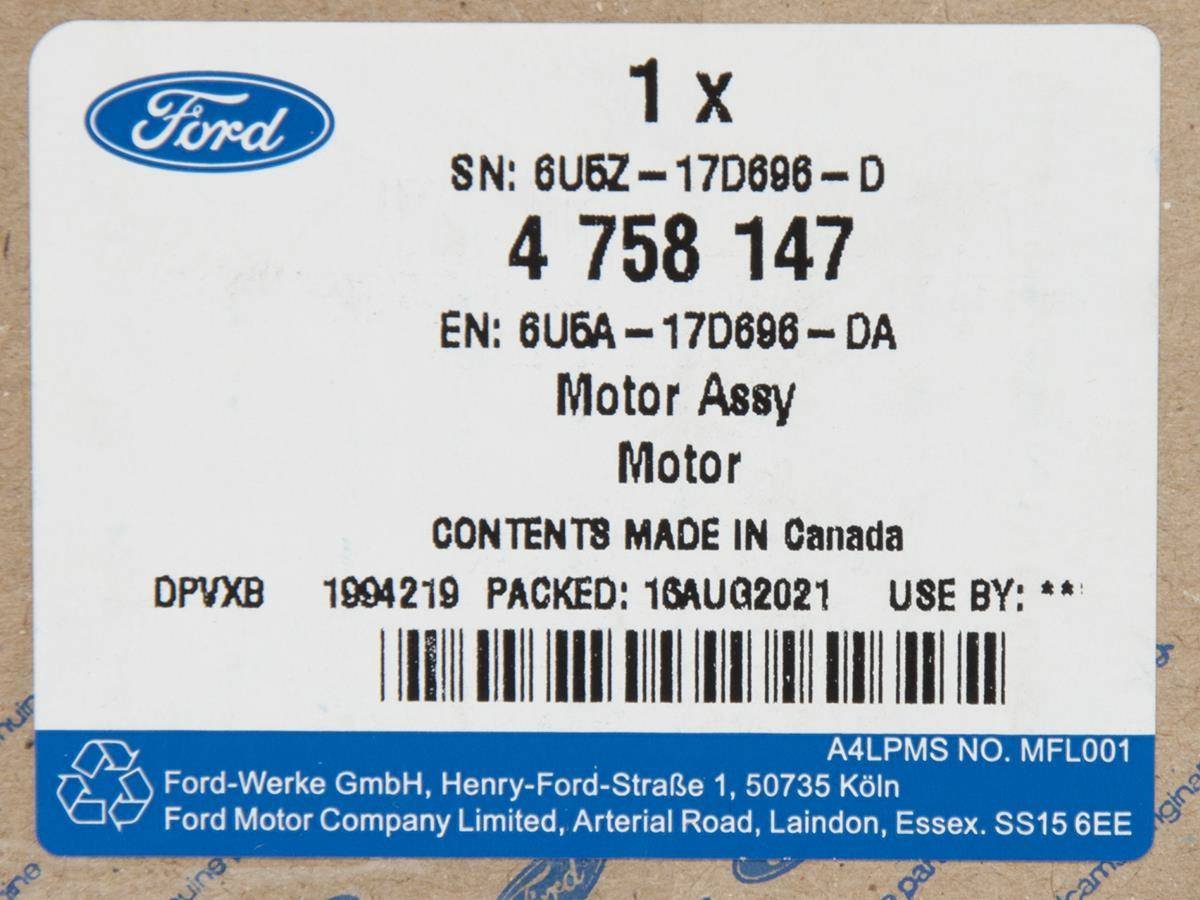 Ford
1 x
SN: 6U5Z-17D696-D
4 758 147
EN: 6U5A-17D696-DA
Motor Assy
Motor
CONTENTS MADE IN Canada
DPVXB 1994219 PACKED: 16AUG2021 USE BY: **
A4LPMS NO. MFL001
Ford-Werke GmbH, Henry-Ford-Straße 1, 50735 Köln
Ford Motor Company Limited, Arterial Road, Laindon, Essex. SS15 6EE
Ford